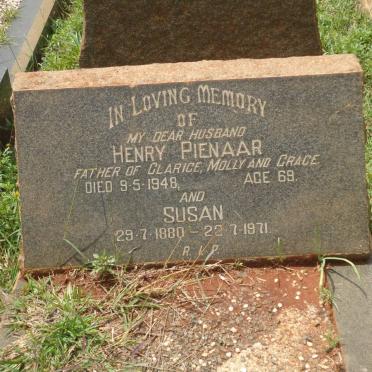 IN LOVING MEMORY
OF
MY DEAR HUSBAND
HENRY PIENAAR
FATHER OF CLARICE, MOLLY AND GRACE
DIED 9-5-1948, AGE 69.
AND
SUSAN
29-7-1880 - 22-7-1971
R.V.P.